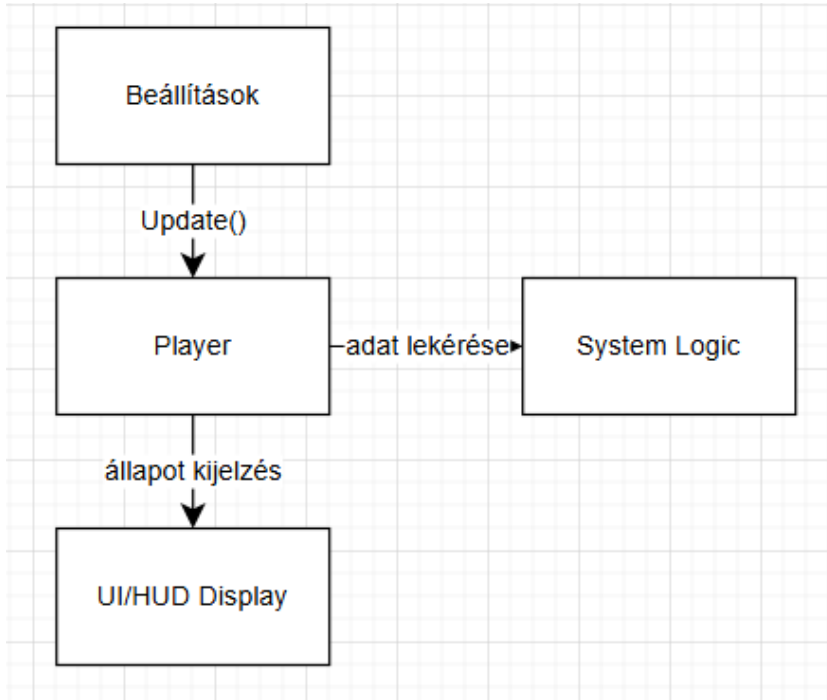 Beállítások
Update()
Player
adat lekérése
System Logic
állapot kijelzés
UI/HUD Display